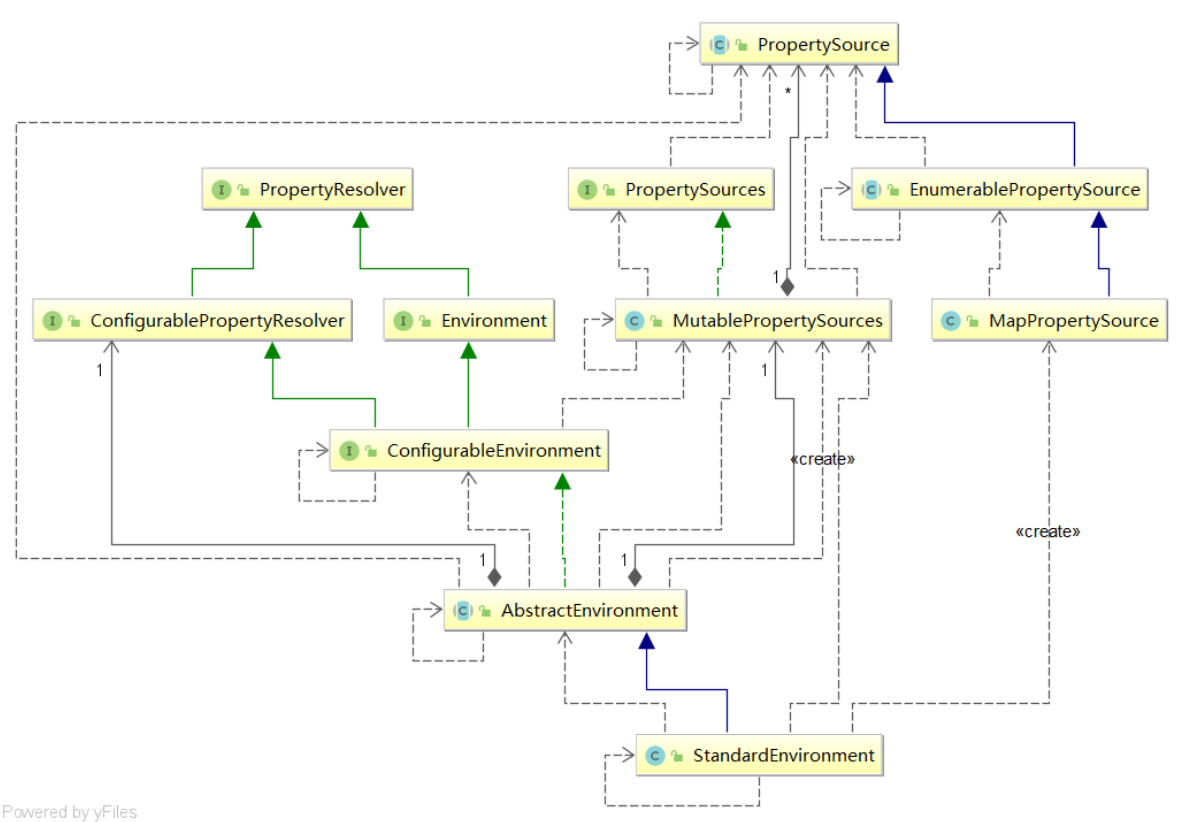 C PropertySource
*
I PropertyResolver
I PropertySources
C EnumerablePropertySource
1
I ConfigurablePropertyResolver
I Environment
C MutablePropertySources
C MapPropertySource
1
1
I ConfigurableEnvironment
«create»
«create»
1
1
C AbstractEnvironment
C StandardEnvironment
Powered by yFiles